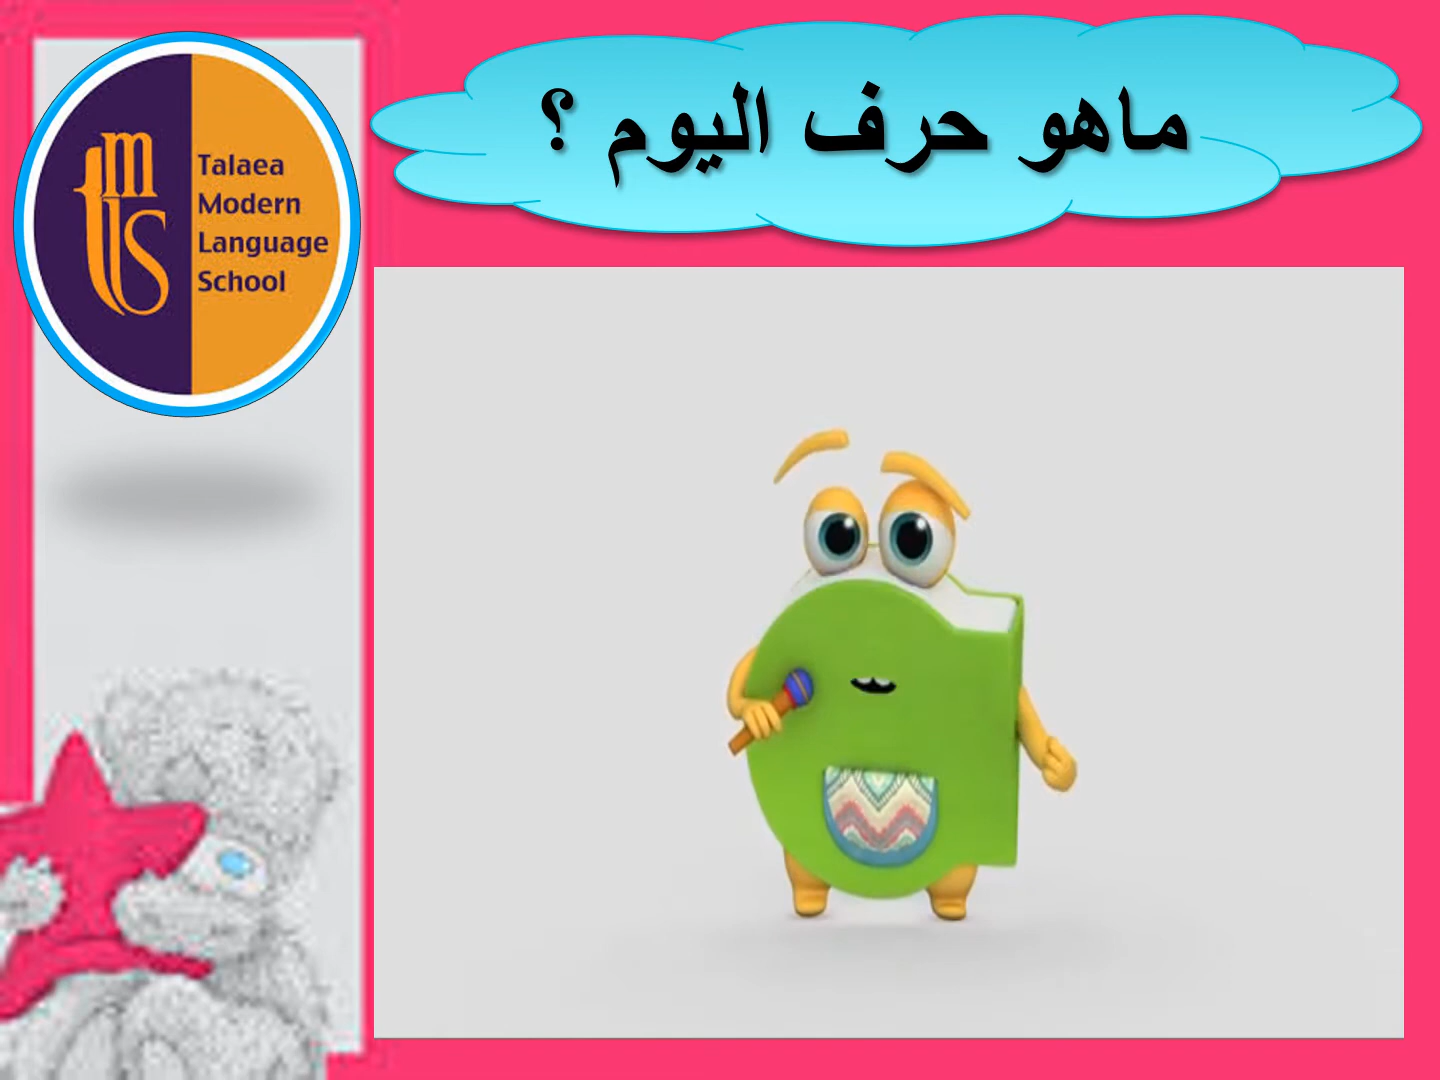 ماهو حرف اليوم ؟
Talaea
Modern
Language
School